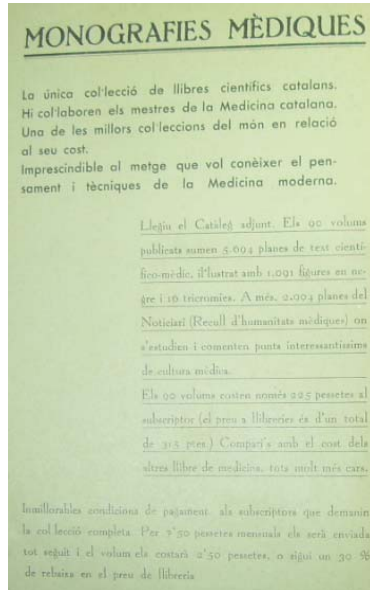 MONOGRAFIES MÈDIQUES
La única col·lecció de llibres científics catalans.
Hi col·laboren els mestres de la Medicina catalana.
Una de les millors col·leccions del món en relació
al seu cost.
Imprescindible al metge que vol conèixer el pen-
sament i tècniques de la Medicina moderna.
Llegiu el Catàleg adjunt. Els 90 volums
publicats sumen 5.694 planes de text cientí-
fico-mèdic, il'lustrat amb 1.091 figures en ne-
gre i 16 tricromies. A més, 2.904 planes del
Noticiari (Recull d'humanitats mèdiques) on
s'estudien i comenten punts interessantíssims
de cultura mèdica.
Els 90 volums costen només 225 pessetes al
subscriptor (el preu a llibreries és d'un total
de 315 ptes.) Compari's amb el cost dels
altres llibre de medicina, tots molt més cars.
Inmillorables condicions de pagament als subscriptors que demanin
la col·lecció completa. Per 2'50 pessetes mensuals els serà enviada
tot seguit i el volum els costarà 2'50 pessetes, o sigui un 30 %
de rebaixa en el preu de llibreria